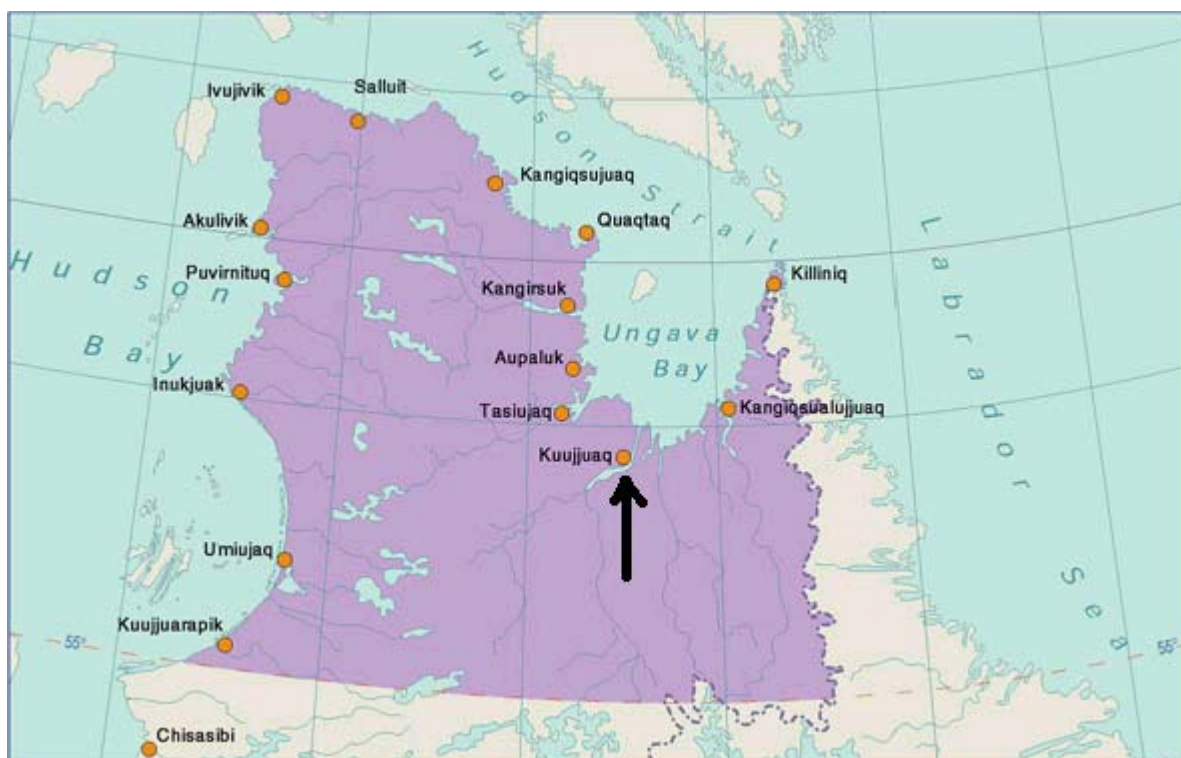 Ivujivik
Salluit
Hudson Strait
Kangiqsujuaq
Akulivik
Quaqtaq
Labrador Sea
Hudson
Bay
Puvirnituq
Killiniq
Kangirsuk
Ungava
Bay
Aupaluk
Inukjuak
Tasiujaq
Kangiqsualujjuaq
Kuujjuaq
Umiujaq
Kuujjuarapik
55°
55°
Chisasibi